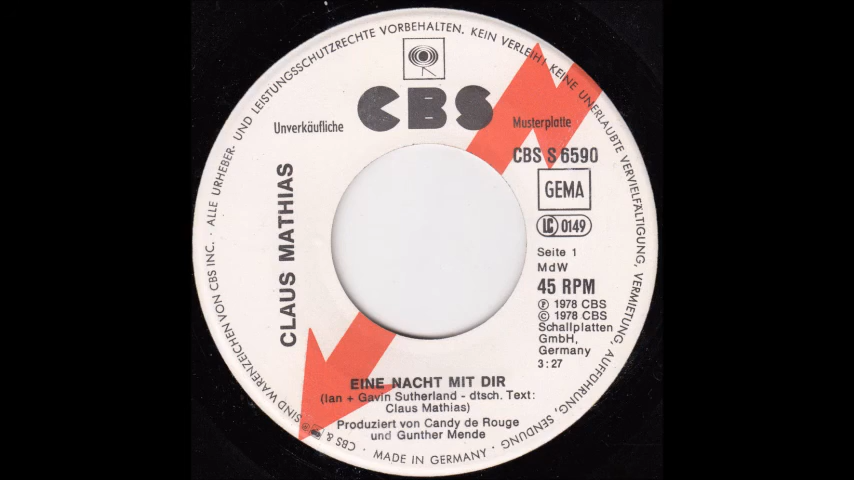 ALLE URHEBER- UND LEISTUNGSSCHUTZRECHTE VORBEHALTEN. KEIN VERLEIH! KEINE UNERLAUBTE VERVIELFÄLTIGUNG, VERMIETUNG, AUFFÜHRUNG, SENDUNG
CBS
Unverkäufliche
Musterplatte
CBS S 6590
GEMA
LC 0149
Seite 1
MdW
45 RPM
Ⓟ 1978 CBS
© 1978 CBS
Schallplatten
GmbH,
Germany
3:27
CLAUS MATHIAS
EINE NACHT MIT DIR
(Ian + Gavin Sutherland - dtsch. Text:
Claus Mathias)
Produziert von Candy de Rouge
und Gunther Mende
CBS & SIND WARENZEICHEN VON CBS INC.
MADE IN GERMANY